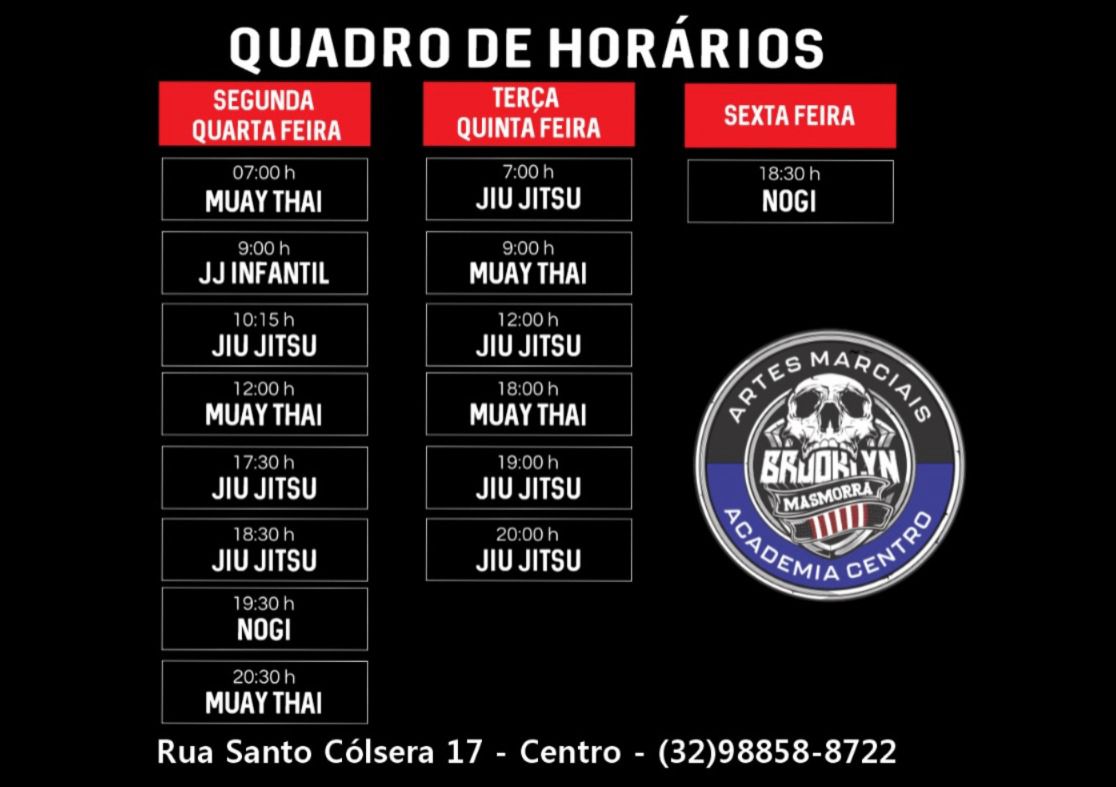 QUADRO DE HORÁRIOS
SEGUNDA
QUARTA FEIRA
07:00 h
MUAY THAI
9:00 h
JJ INFANTIL
10:15 h
JIU JITSU
12:00 h
MUAY THAI
17:30 h
JIU JITSU
18:30 h
JIU JITSU
19:30 h
NOGI
20:30 h
MUAY THAI
TERÇA
QUINTA FEIRA
7:00 h
JIU JITSU
9:00 h
MUAY THAI
12:00 h
JIU JITSU
18:00 h
MUAY THAI
19:00 h
JIU JITSU
20:00 h
JIU JITSU
SEXTA FEIRA
18:30 h
NOGI
ARTES MARCIAIS
BROOKLYN
MASMORRA
ACADEMIA CENTRO
Rua Santo Cólsera 17 - Centro - (32)98858-8722